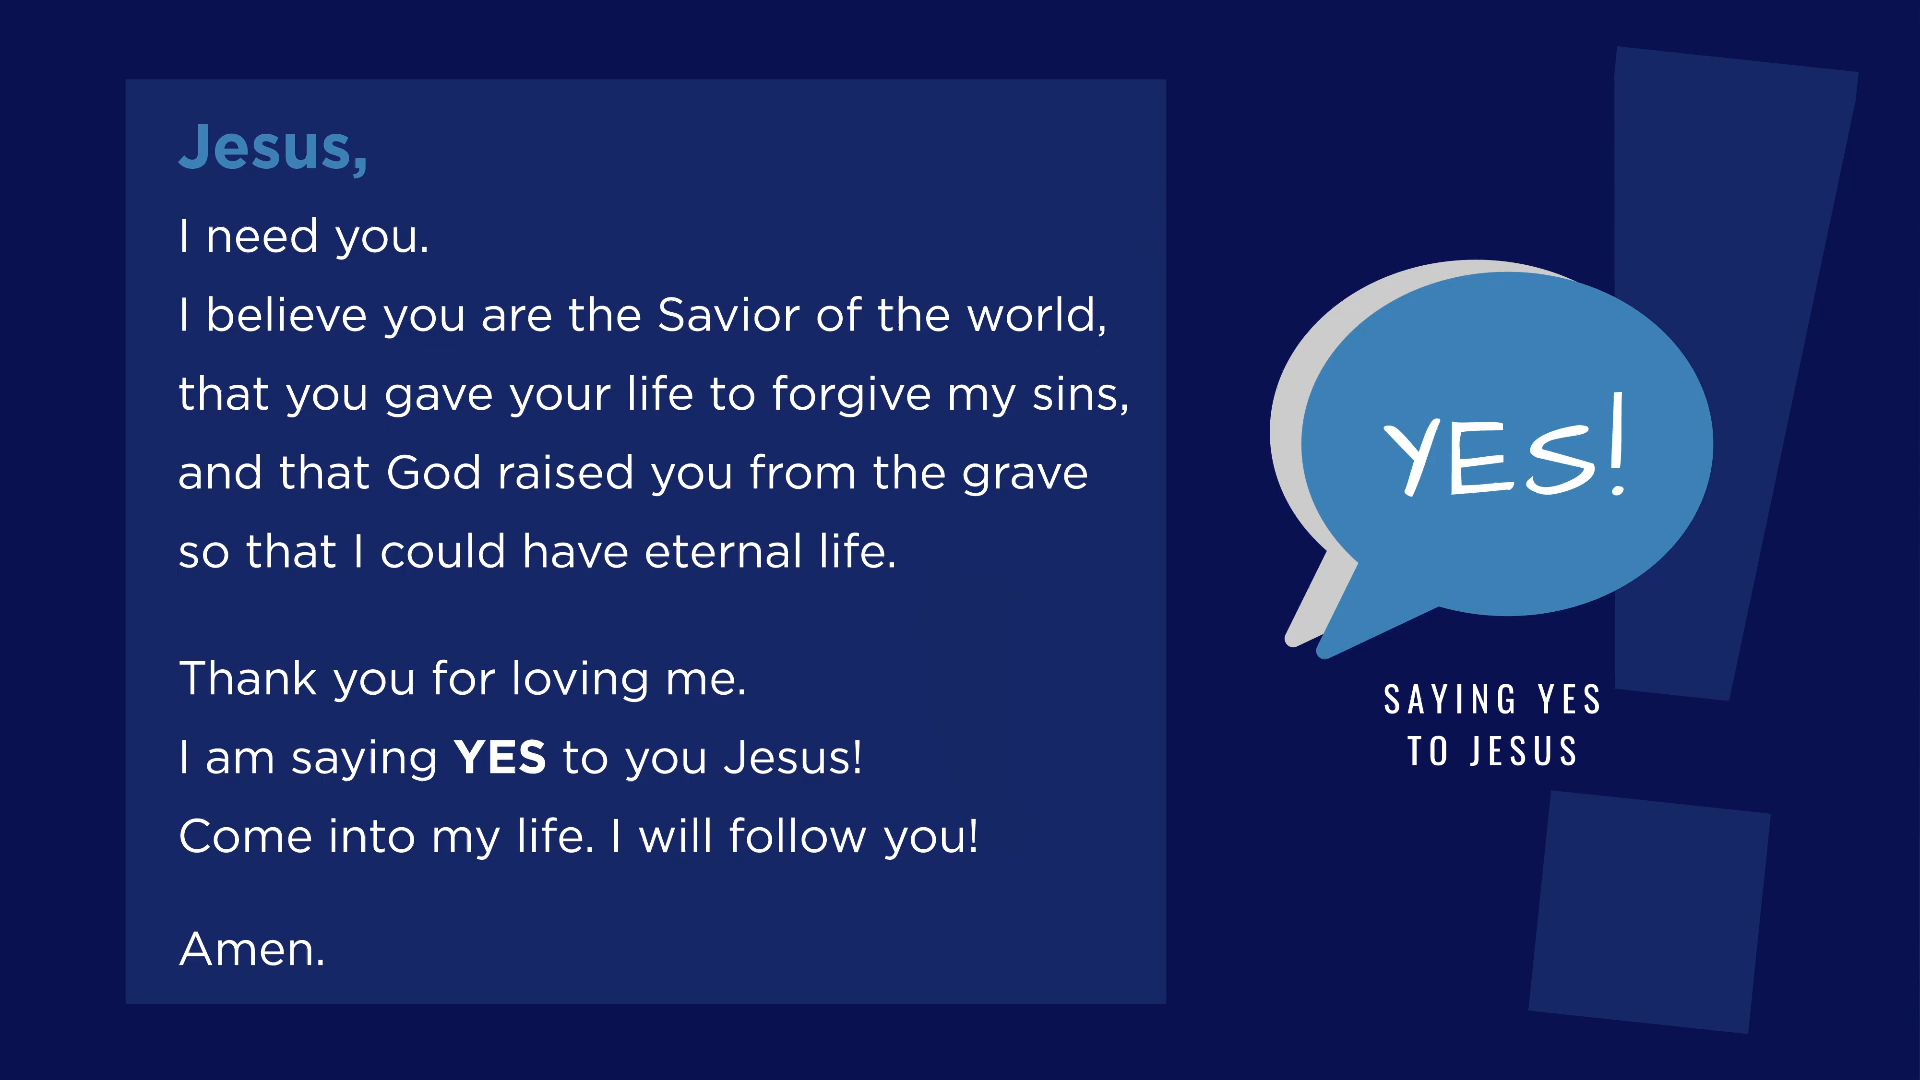 Jesus,
I need you.
I believe you are the Savior of the world,
that you gave your life to forgive my sins,
and that God raised you from the grave
so that I could have eternal life.
Thank you for loving me.
I am saying YES to you Jesus!
Come into my life. I will follow you!
Amen.
YES!
SAYING YES
TO JESUS